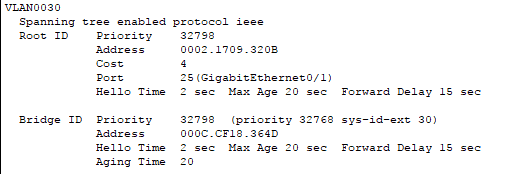 VLAN0030
Spanning tree enabled protocol ieee
Root ID Priority 32798
Address 0002.1709.320B
Cost 4
Port 25(GigabitEthernet0/1)
Hello Time 2 sec Max Age 20 sec Forward Delay 15 sec
Bridge ID Priority 32798 (priority 32768 sys-id-ext 30)
Address 000C.CF18.364D
Hello Time 2 sec Max Age 20 sec Forward Delay 15 sec
Aging Time 20